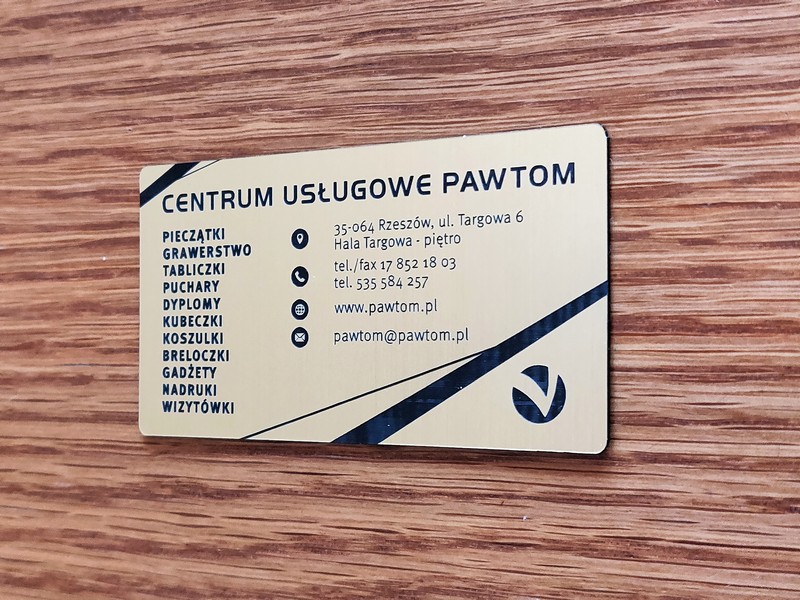 CENTRUM USŁUGOWE PAWTOM
PIECZĄTKI
GRAWERSTWO
TABLICZKI
PUCHARY
DYPLOMY
KUBECZKI
KOSZULKI
BRELOCZKI
GADŻETY
NADRUKI
WIZYTÓWKI
35-064 Rzeszów, ul. Targowa 6
Hala Targowa - piętro
tel./fax 17 852 18 03
tel. 535 584 257
www.pawtom.pl
pawtom@pawtom.pl